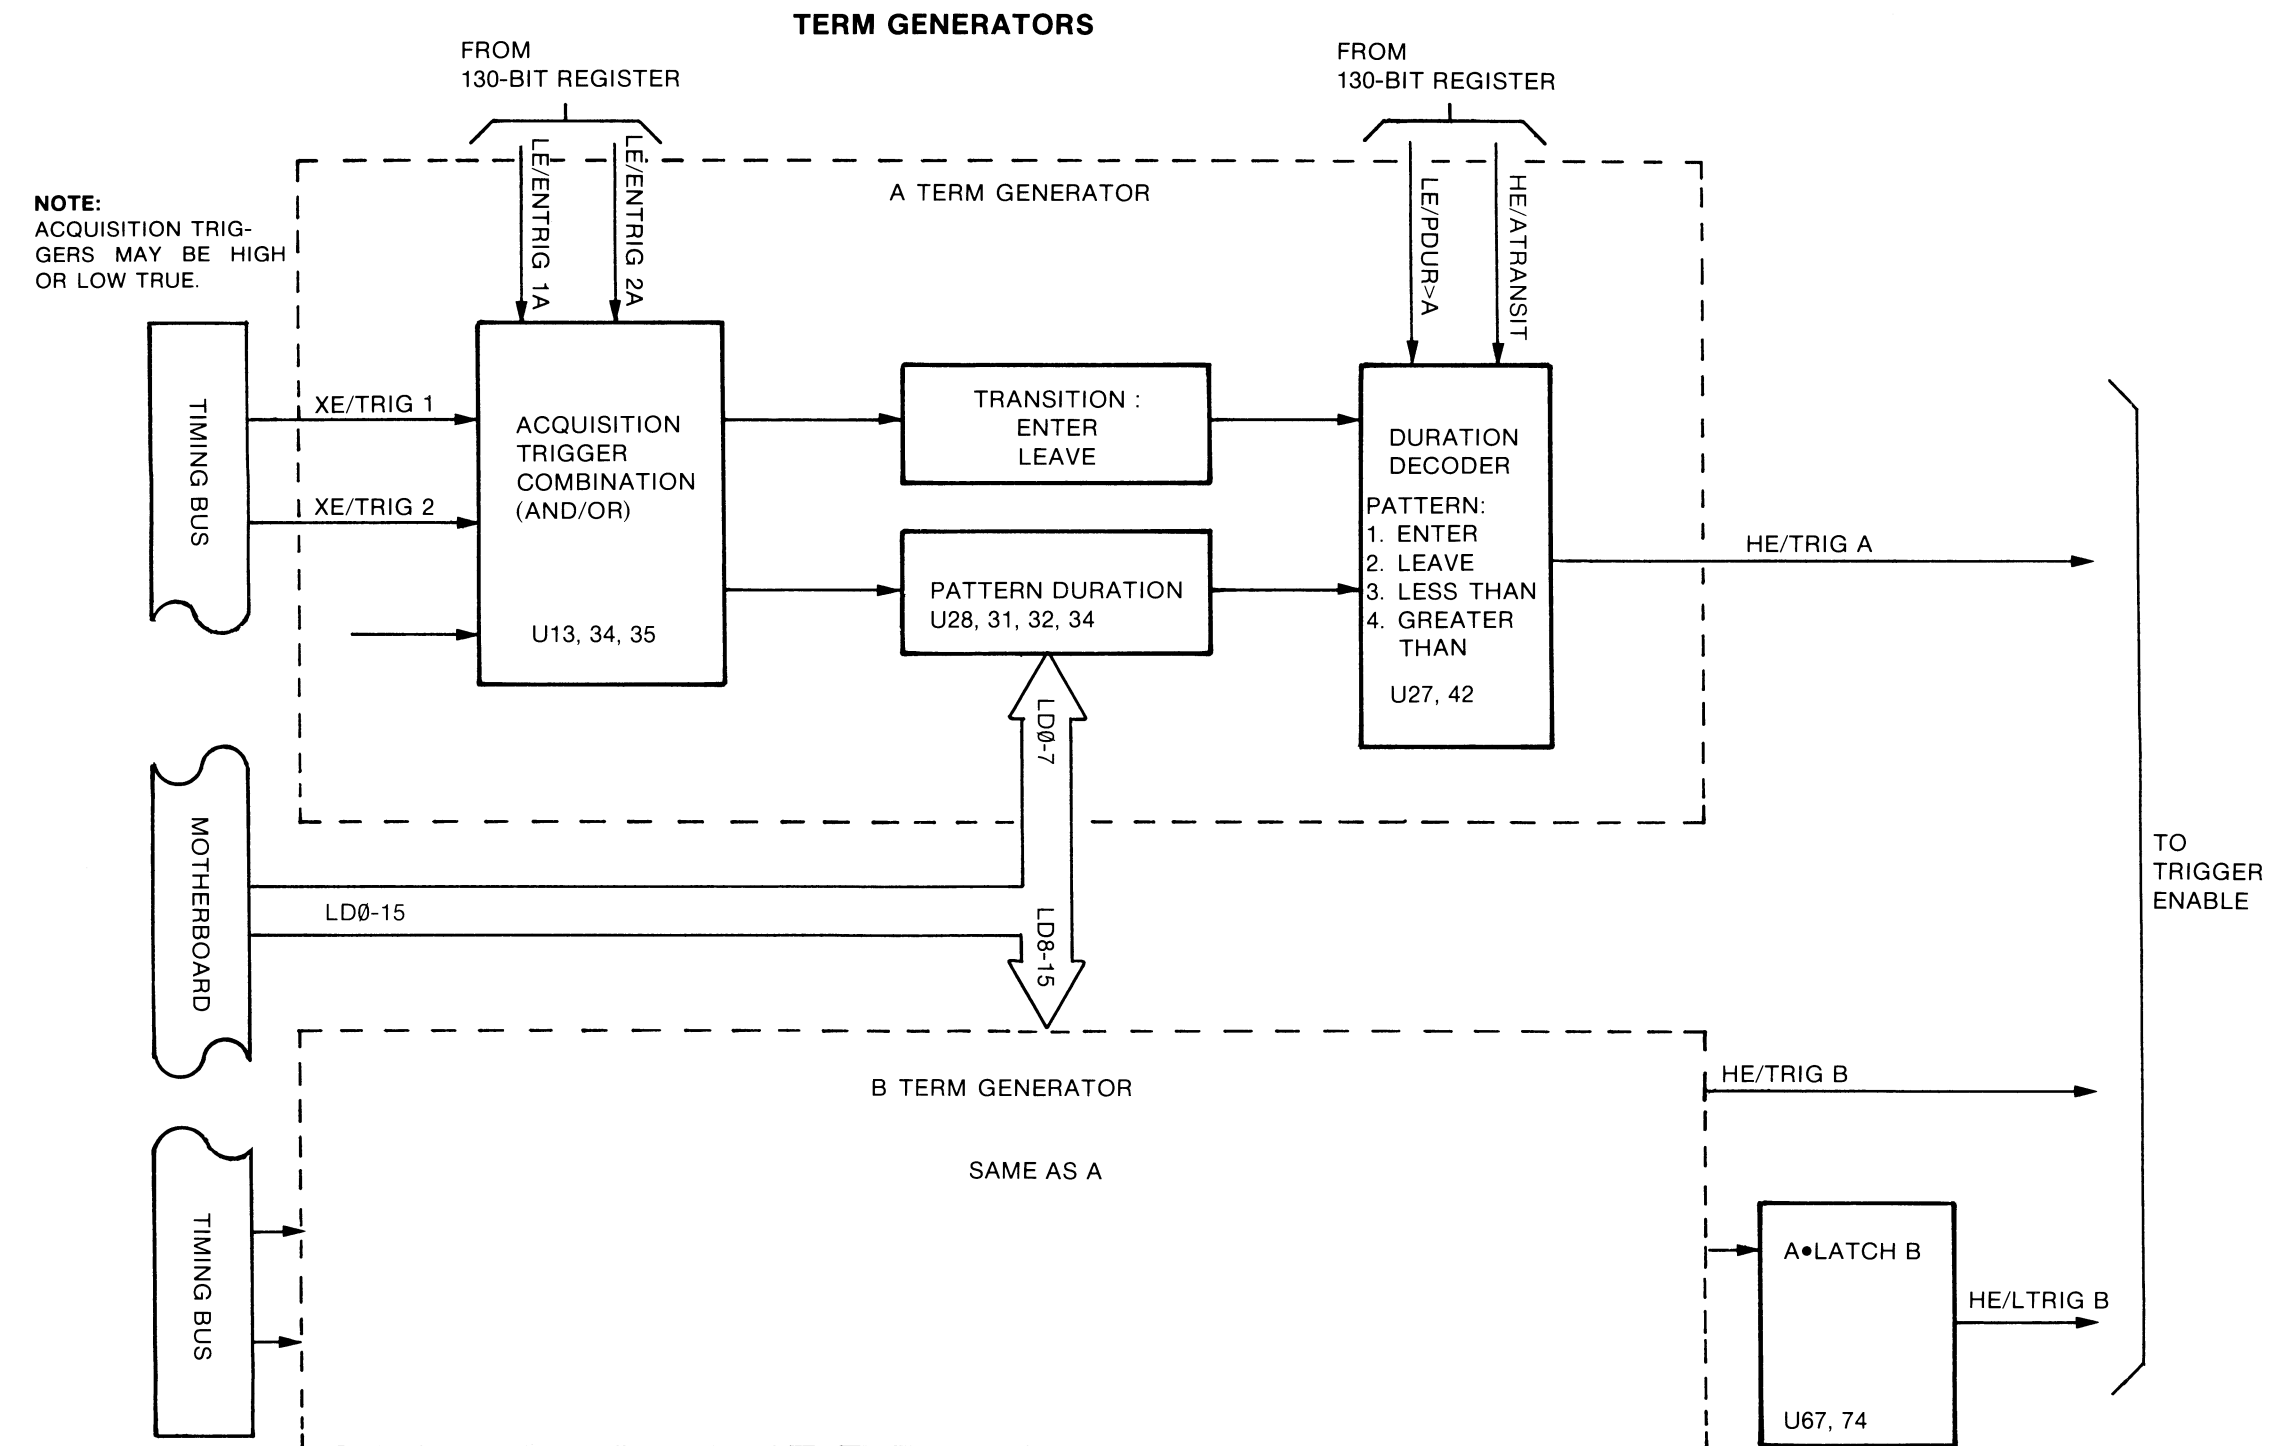 TERM GENERATORS
FROM
130-BIT REGISTER
FROM
130-BIT REGISTER
LE/ENTRIG 1A
LE/ENTRIG 2A
LE/PDUR>A
HE/ATRANSIT
A TERM GENERATOR
NOTE:
ACQUISITION TRIG-
GERS MAY BE HIGH
OR LOW TRUE.
TIMING BUS
XE/TRIG 1
XE/TRIG 2
ACQUISITION
TRIGGER
COMBINATION
(AND/OR)
U13, 34, 35
TRANSITION :
ENTER
LEAVE
PATTERN DURATION
U28, 31, 32, 34
DURATION
DECODER
PATTERN:
1. ENTER
2. LEAVE
3. LESS THAN
4. GREATER
THAN
U27, 42
HE/TRIG A
LDØ-7
MOTHERBOARD
LDØ-15
LD8-15
TO
TRIGGER
ENABLE
B TERM GENERATOR
SAME AS A
HE/TRIG B
TIMING BUS
A•LATCH B
U67, 74
HE/LTRIG B